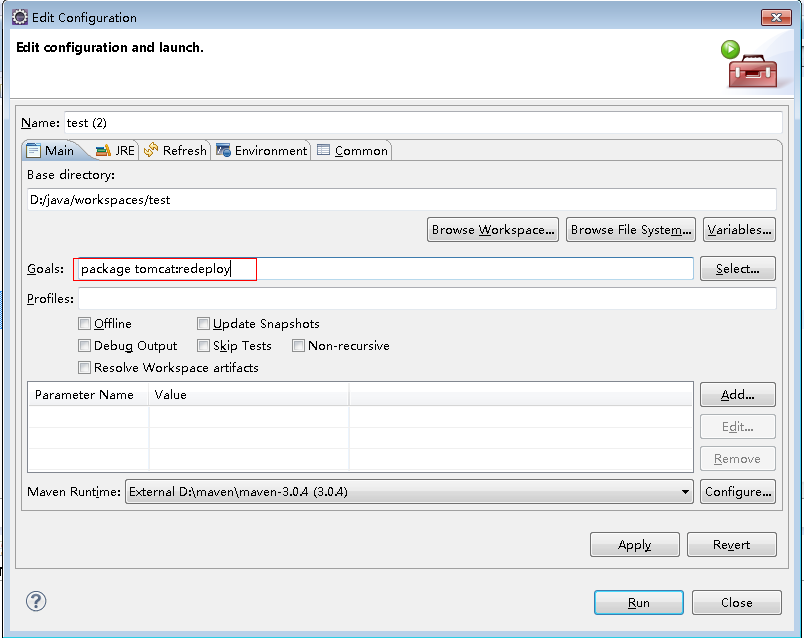 Edit Configuration
Edit configuration and launch.
Name: test (2)
Main JRE Refresh Environment Common
Base directory:
D:/java/workspaces/test
Browse Workspace... Browse File System... Variables...
Goals: package tomcat:redeploy Select...
Profiles:
Offline Update Snapshots
Debug Output Skip Tests Non-recursive
Resolve Workspace artifacts
Parameter Name Value Add...
Edit...
Remove
Maven Runtime: External D:\maven\maven-3.0.4 (3.0.4) Configure...
Apply Revert
? Run Close